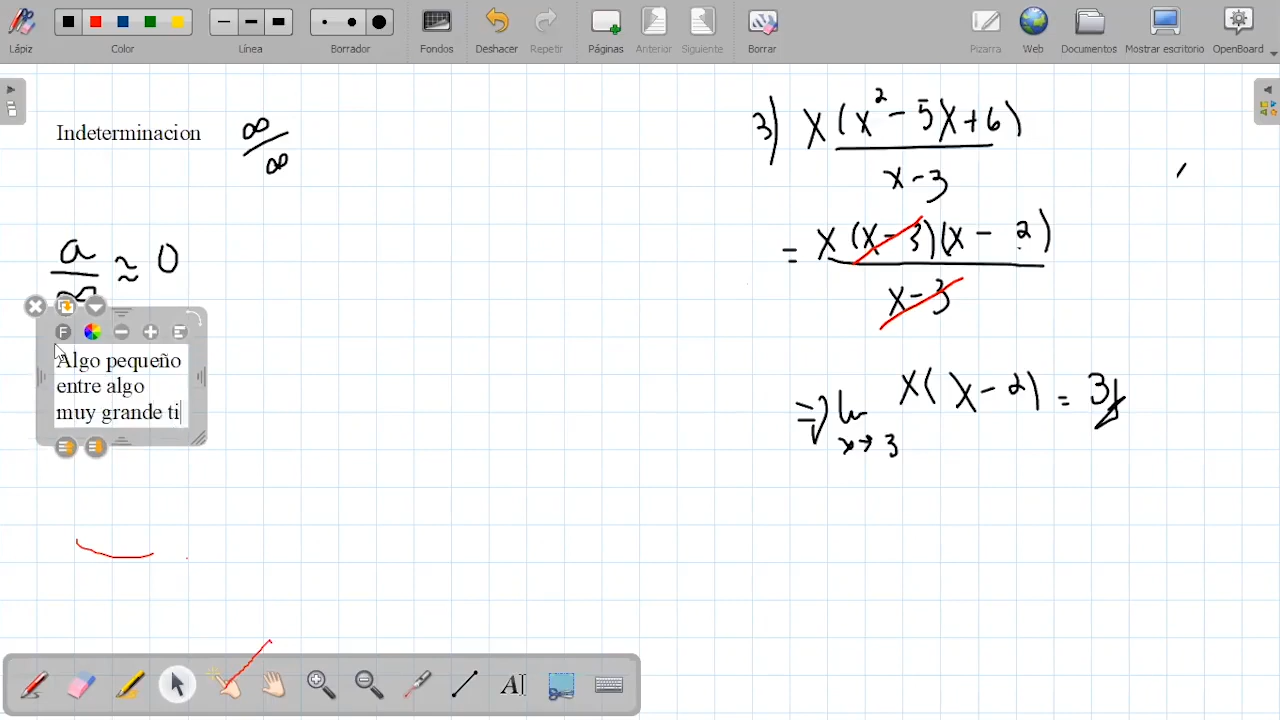 Lápiz
Color
Línea
Borrador
Fondos
Deshacer
Repetir
Páginas
Anterior
Siguiente
Borrar
Pizarra
Web
Documentos
Mostrar escritorio
OpenBoard
Indeterminacion ∞/∞
a/∞ ≈ 0
F
Algo pequeño
entre algo
muy grande ti
3) x(x² - 5x + 6)
x - 3
= x(x - 3)(x - 2)
x - 3
=> lim x(x - 2) = 3
x → 3
A